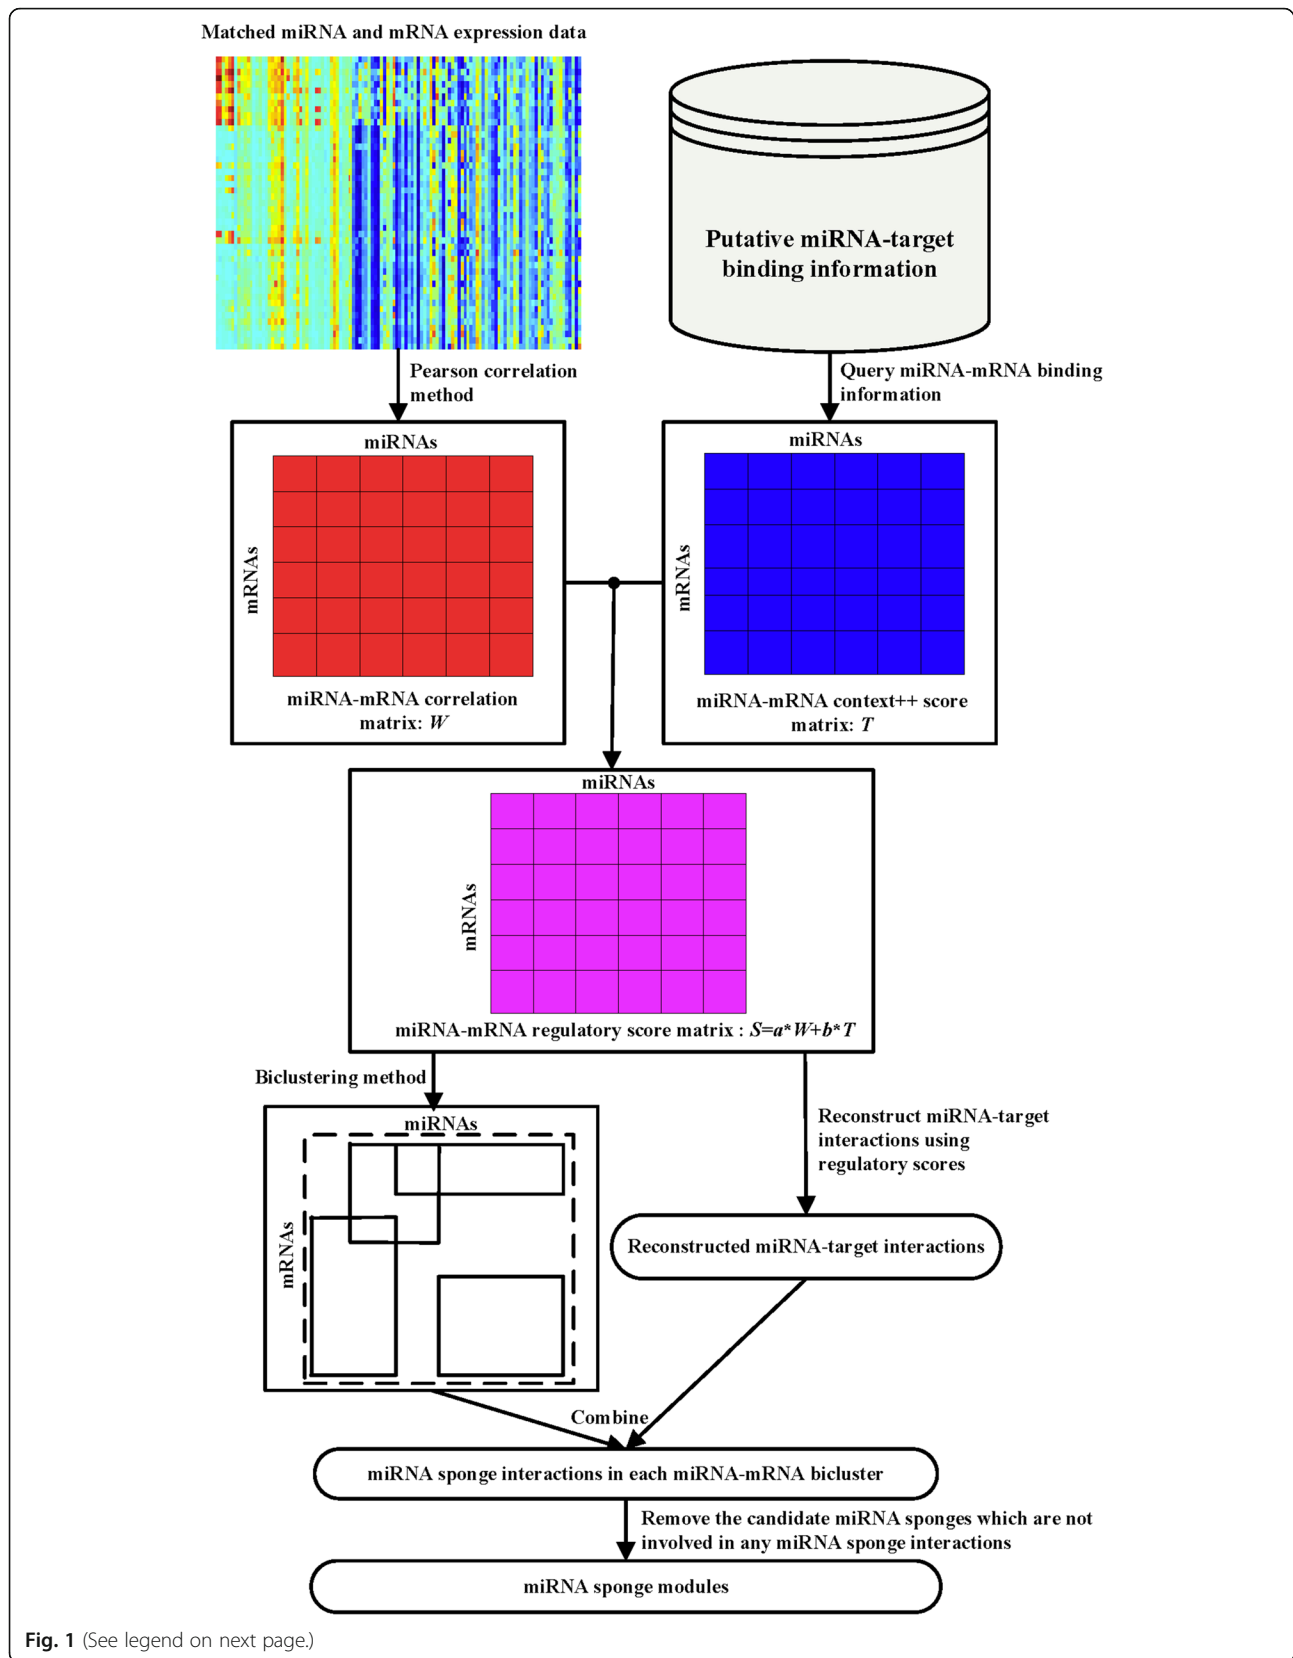 Matched miRNA and mRNA expression data
Putative miRNA-target
binding information
Pearson correlation
method
Query miRNA-mRNA binding
information
miRNAs
mRNAs
miRNA-mRNA correlation
matrix: W
miRNAs
mRNAs
miRNA-mRNA context++ score
matrix: T
miRNAs
mRNAs
miRNA-mRNA regulatory score matrix : S=a*W+b*T
Biclustering method
miRNAs
mRNAs
Reconstruct miRNA-target
interactions using
regulatory scores
Reconstructed miRNA-target interactions
Combine
miRNA sponge interactions in each miRNA-mRNA bicluster
Remove the candidate miRNA sponges which are not
involved in any miRNA sponge interactions
miRNA sponge modules
Fig. 1 (See legend on next page.)